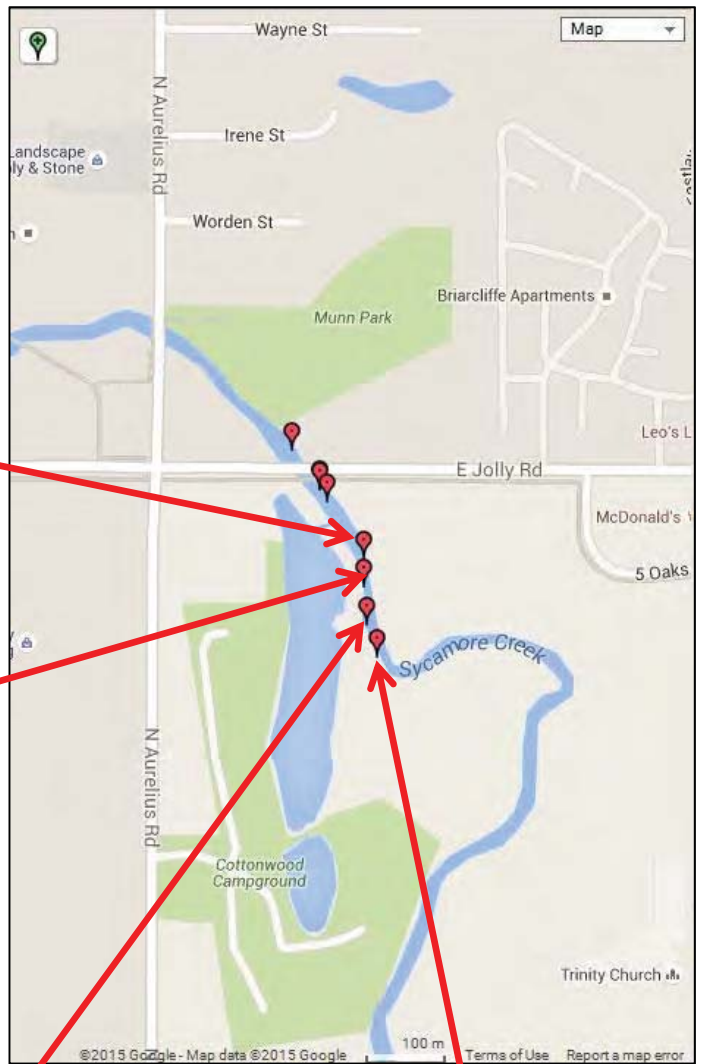 Wayne St
Map
N Aurelius Rd
Irene St
Landscape
ly & Stone
Worden St
Briarcliffe Apartments
Munn Park
Leo's L
E Jolly Rd
McDonald's
5 Oaks
Sycamore Creek
N Aurelius Rd
Cottonwood
Campground
Trinity Church
100 m
©2015 Google - Map data ©2015 Google
Terms of Use
Report a map error